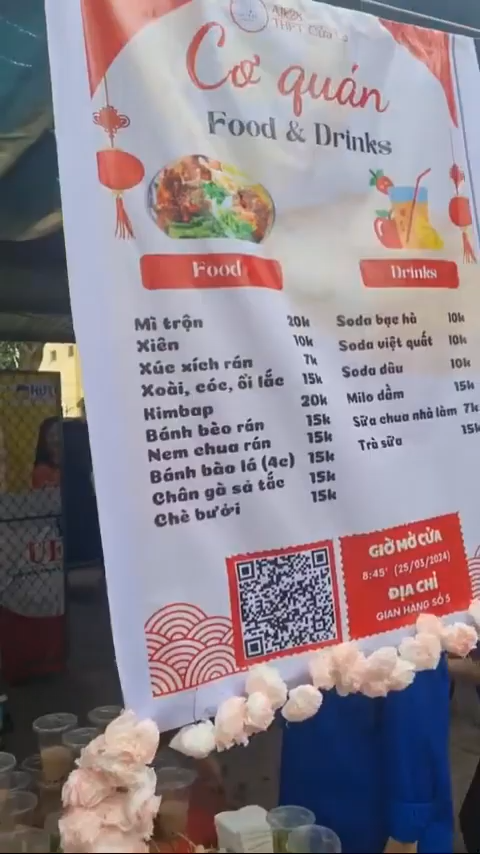 THPT Cửa Lò
Cơ quán
Food & Drinks
Food
Drinks
Mì trộn 20k
Xiên 10k
Xúc xích rán 7k
Xoài, cóc, ổi lắc 15k
Kimbap 20k
Bánh bèo rán 15k
Nem chua rán 15k
Bánh bào lá (4c) 15k
Chân gà sả tắc 15k
Chè bưởi 15k
Soda bạc hà 10k
Soda việt quất 10k
Soda dâu 10k
Milo dầm 15k
Sữa chua nhà làm 7k
Trà sữa 15k
GIỜ MỞ CỬA
8:45' (25/03/2024)
ĐỊA CHỈ
GIAN HÀNG SỐ 5